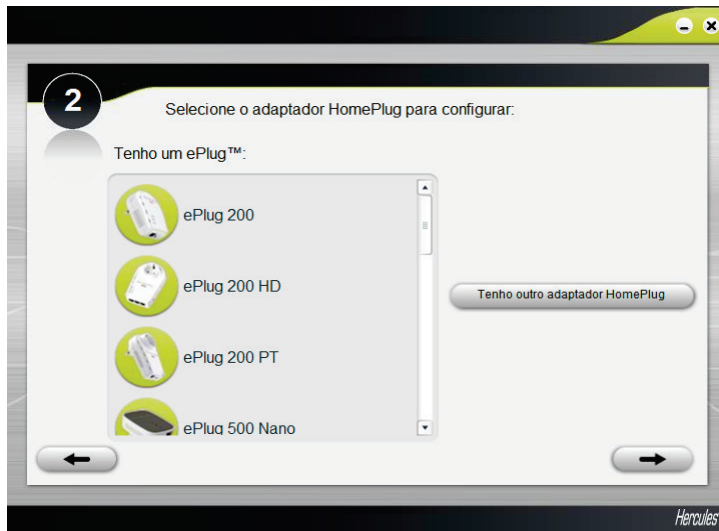 2
Selecione o adaptador HomePlug para configurar:
Tenho um ePlug™:
ePlug 200
ePlug 200 HD
ePlug 200 PT
ePlug 500 Nano
Tenho outro adaptador HomePlug
Hercules